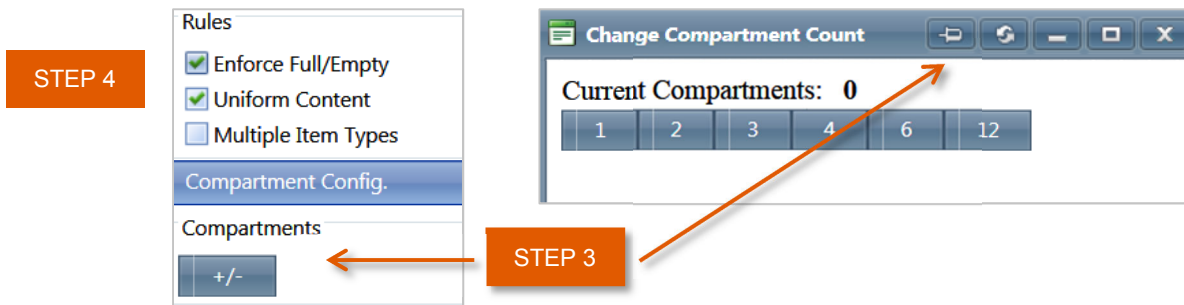 STEP 4
Rules
Enforce Full/Empty
Uniform Content
Multiple Item Types
Compartment Config.
Compartments
+/-
STEP 3
Change Compartment Count
Current Compartments: 0
1 2 3 4 6 12